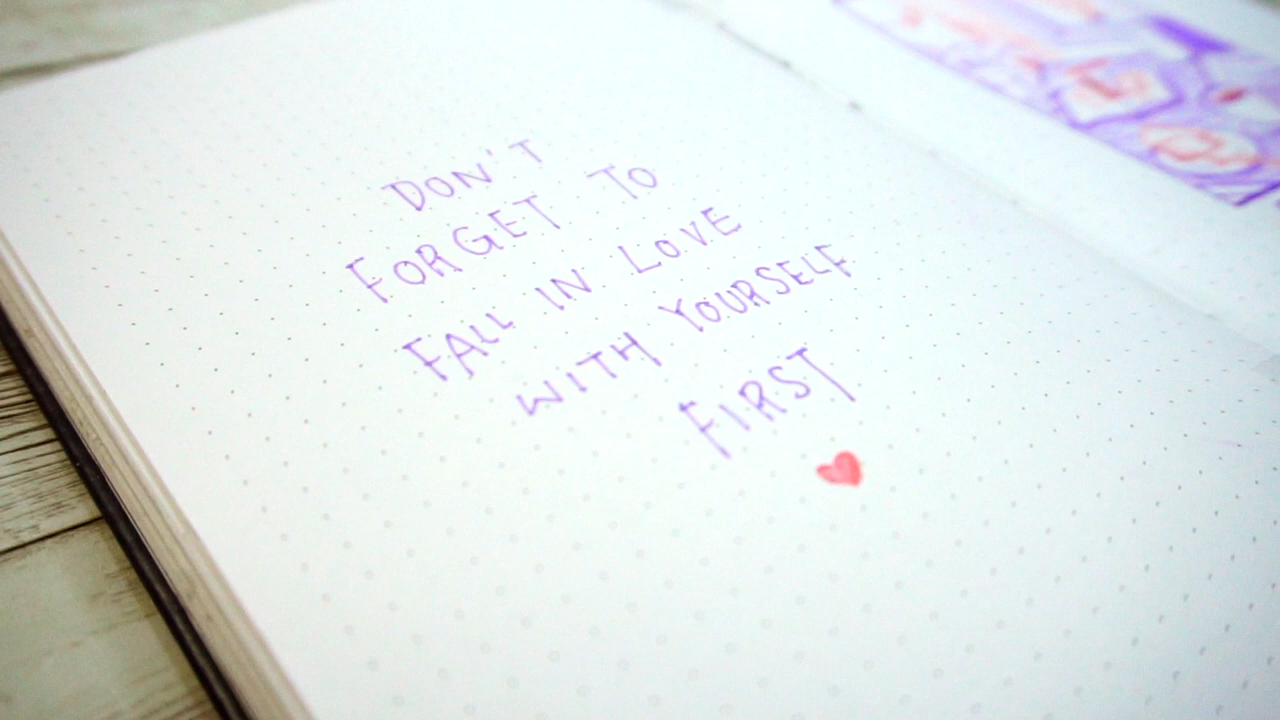 DON'T
FORGET TO
FALL IN LOVE
WITH YOURSELF
FIRST